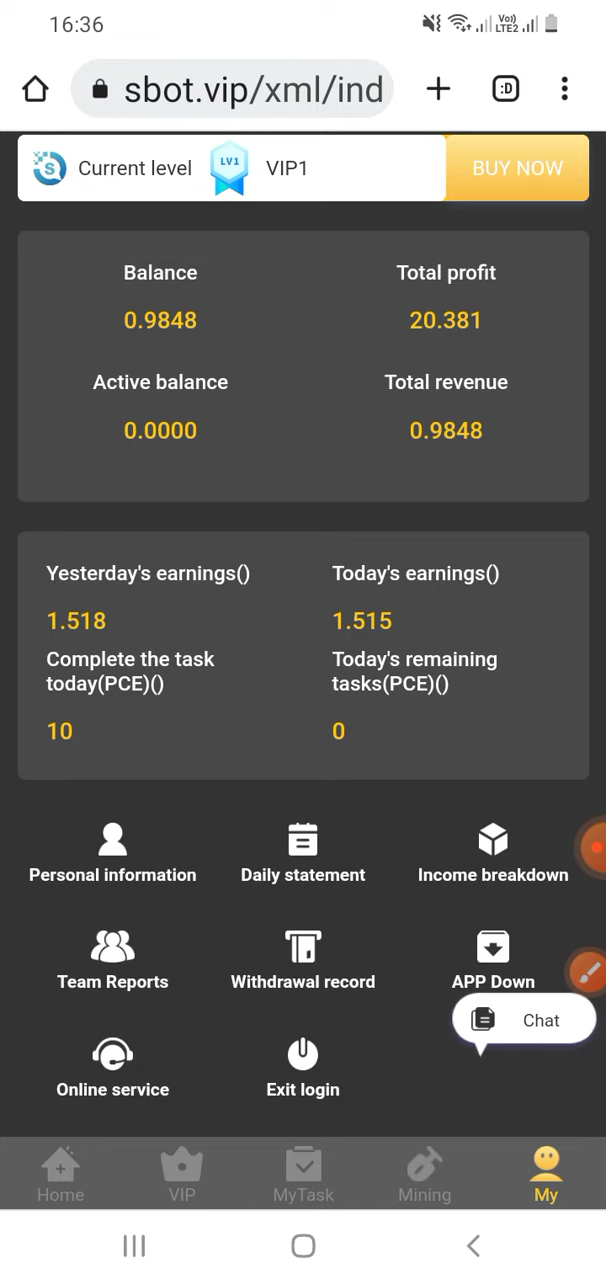 16:36
Vo))
LTE2
sbot.vip/xml/ind
:D
S Current level LV1 VIP1 BUY NOW
Balance Total profit
0.9848 20.381
Active balance Total revenue
0.0000 0.9848
Yesterday's earnings() Today's earnings()
1.518 1.515
Complete the task Today's remaining
today(PCE)() tasks(PCE)()
10 0
Personal information Daily statement Income breakdown
Team Reports Withdrawal record APP Down
Chat
Online service Exit login
Home VIP MyTask Mining My